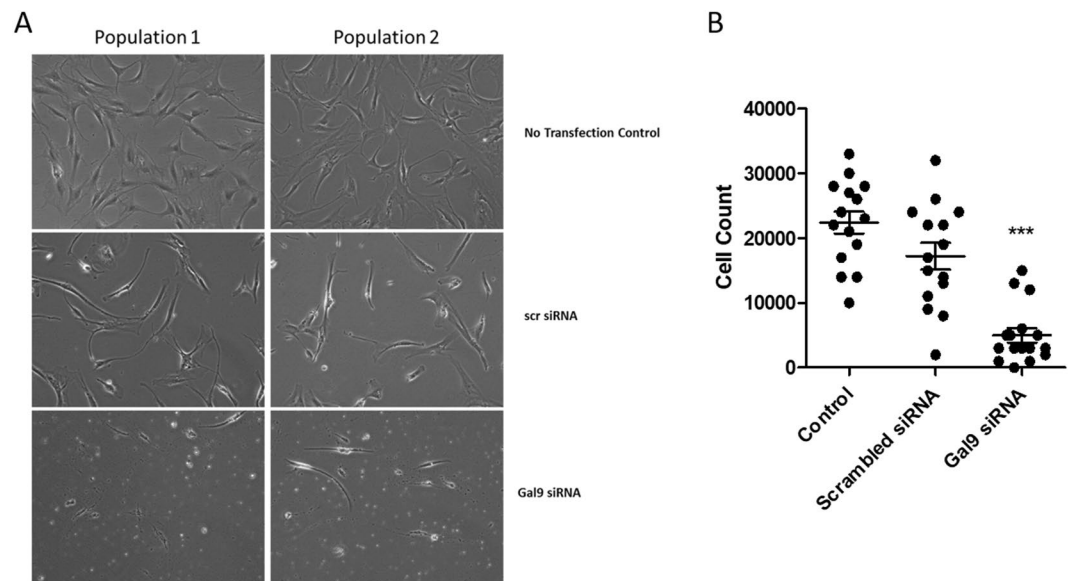 A
Population 1
Population 2
No Transfection Control
scr siRNA
Gal9 siRNA
B
Cell Count
40000
30000
20000
10000
0
***
Control
Scrambled siRNA
Gal9 siRNA